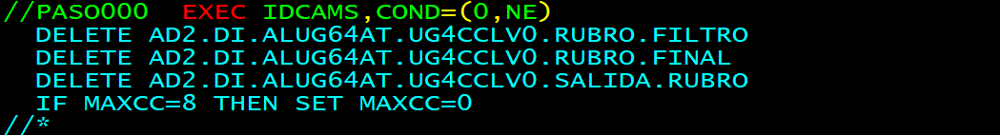 //PASO000  EXEC IDCAMS,COND=(0,NE)
  DELETE AD2.DI.ALUG64AT.UG4CCLV0.RUBRO.FILTRO
  DELETE AD2.DI.ALUG64AT.UG4CCLV0.RUBRO.FINAL
  DELETE AD2.DI.ALUG64AT.UG4CCLV0.SALIDA.RUBRO
  IF MAXCC=8 THEN SET MAXCC=0
//*